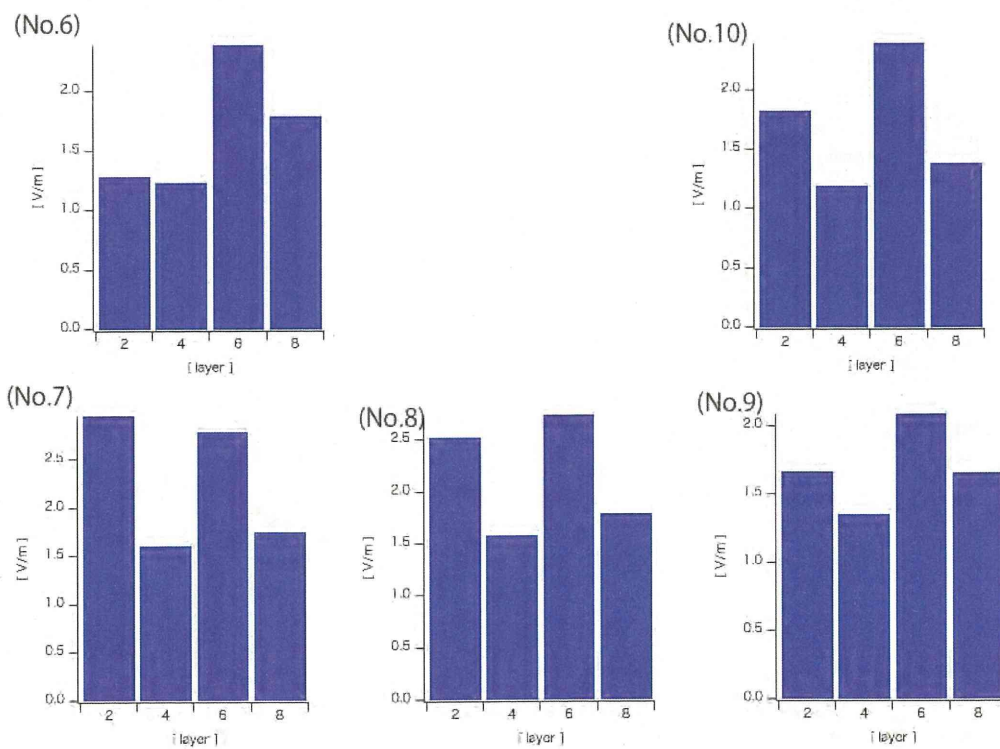 (No.6)
2.0
1.5
1.0
0.5
0.0
[ V/m ]
2 4 6 8
[ layer ]
(No.10)
2.0
1.5
1.0
0.5
0.0
[ V/m ]
2 4 6 8
[ layer ]
(No.7)
2.5
2.0
1.5
1.0
0.5
0.0
[ V/m ]
2 4 6 8
[ layer ]
(No.8)
2.5
2.0
1.5
1.0
0.5
0.0
[ V/m ]
2 4 6 8
[ layer ]
(No.9)
2.0
1.5
1.0
0.5
0.0
[ V/m ]
2 4 6 8
[ layer ]